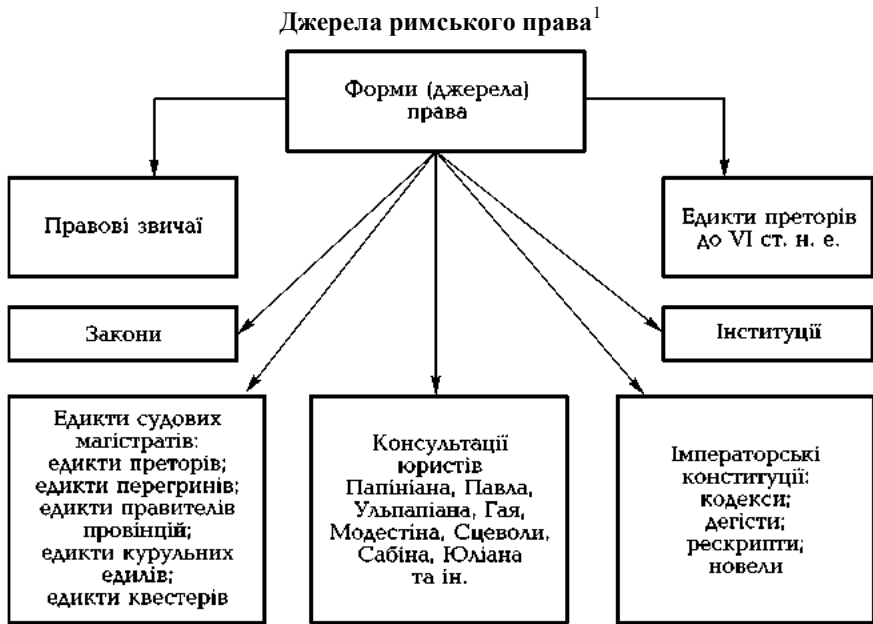 Джерела римського права1
Форми (джерела)
права
Правові звичаї
Едикти преторів
до VI ст. н. е.
Закони
Інституції
Едикти судових
магістратів:
едикти преторів;
едикти перегринів;
едикти правителів
провінцій;
едикти курульних
едилів;
едикти квестерів
Консультації
юристів
Папініана, Павла,
Ульпапіана, Гая,
Модестіна, Сцеволи,
Сабіна, Юліана
та ін.
Імператорські
конституції:
кодекси;
дегісти;
рескрипти;
новели